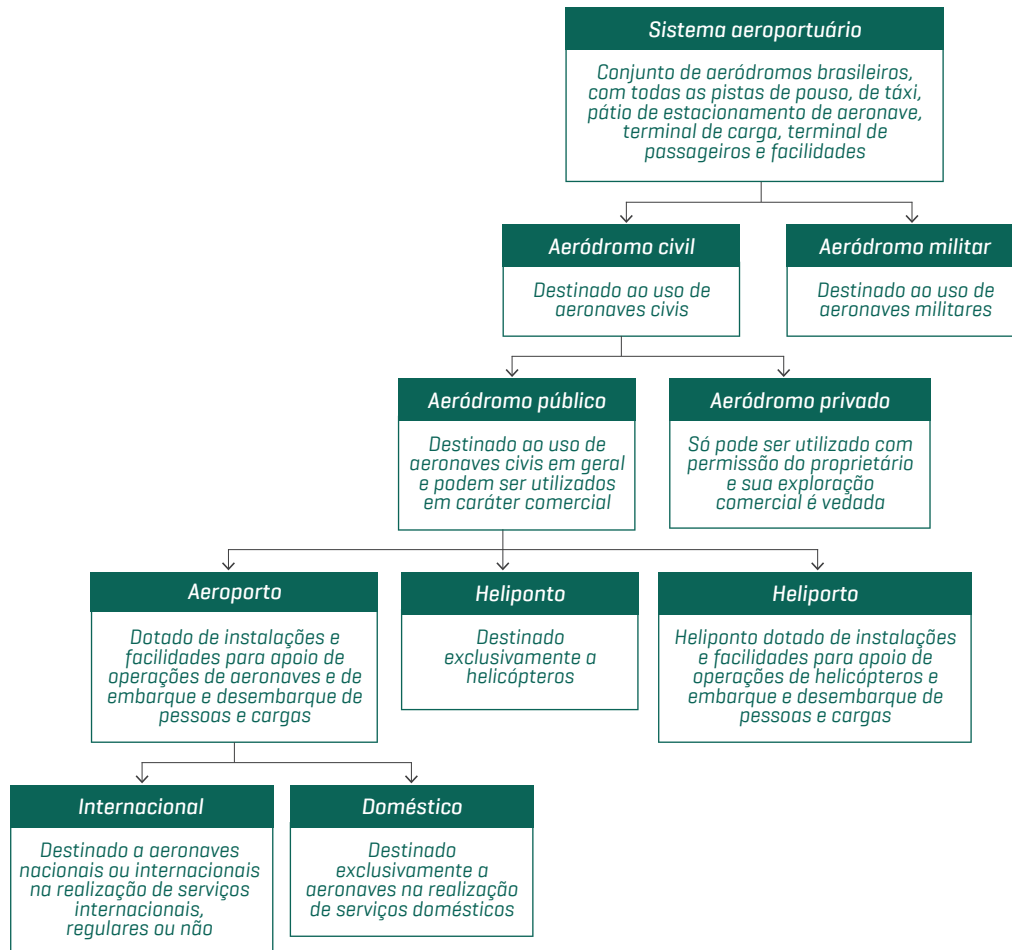 Sistema aeroportuário
Conjunto de aeródromos brasileiros,
com todas as pistas de pouso, de táxi,
pátio de estacionamento de aeronave,
terminal de carga, terminal de
passageiros e facilidades
Aeródromo civil
Destinado ao uso de
aeronaves civis
Aeródromo militar
Destinado ao uso de
aeronaves militares
Aeródromo público
Destinado ao uso de
aeronaves civis em geral
e podem ser utilizados
em caráter comercial
Aeródromo privado
Só pode ser utilizado com
permissão do proprietário
e sua exploração
comercial é vedada
Aeroporto
Dotado de instalações e
facilidades para apoio de
operações de aeronaves e de
embarque e desembarque de
pessoas e cargas
Heliponto
Destinado
exclusivamente a
helicópteros
Heliporto
Heliponto dotado de instalações
e facilidades para apoio de
operações de helicópteros e
embarque e desembarque de
pessoas e cargas
Internacional
Destinado a aeronaves
nacionais ou internacionais
na realização de serviços
internacionais,
regulares ou não
Doméstico
Destinado
exclusivamente a
aeronaves na realização
de serviços domésticos